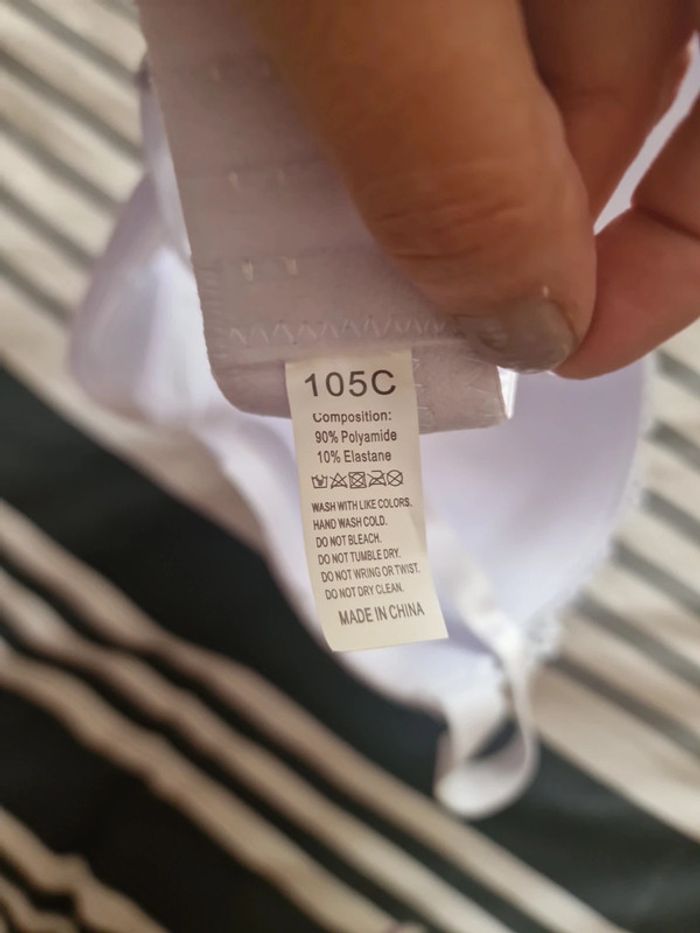 105C
Composition:
90% Polyamide
10% Elastane
WASH WITH LIKE COLORS.
HAND WASH COLD.
DO NOT BLEACH.
DO NOT TUMBLE DRY.
DO NOT WRING OR TWIST.
DO NOT DRY CLEAN.
MADE IN CHINA